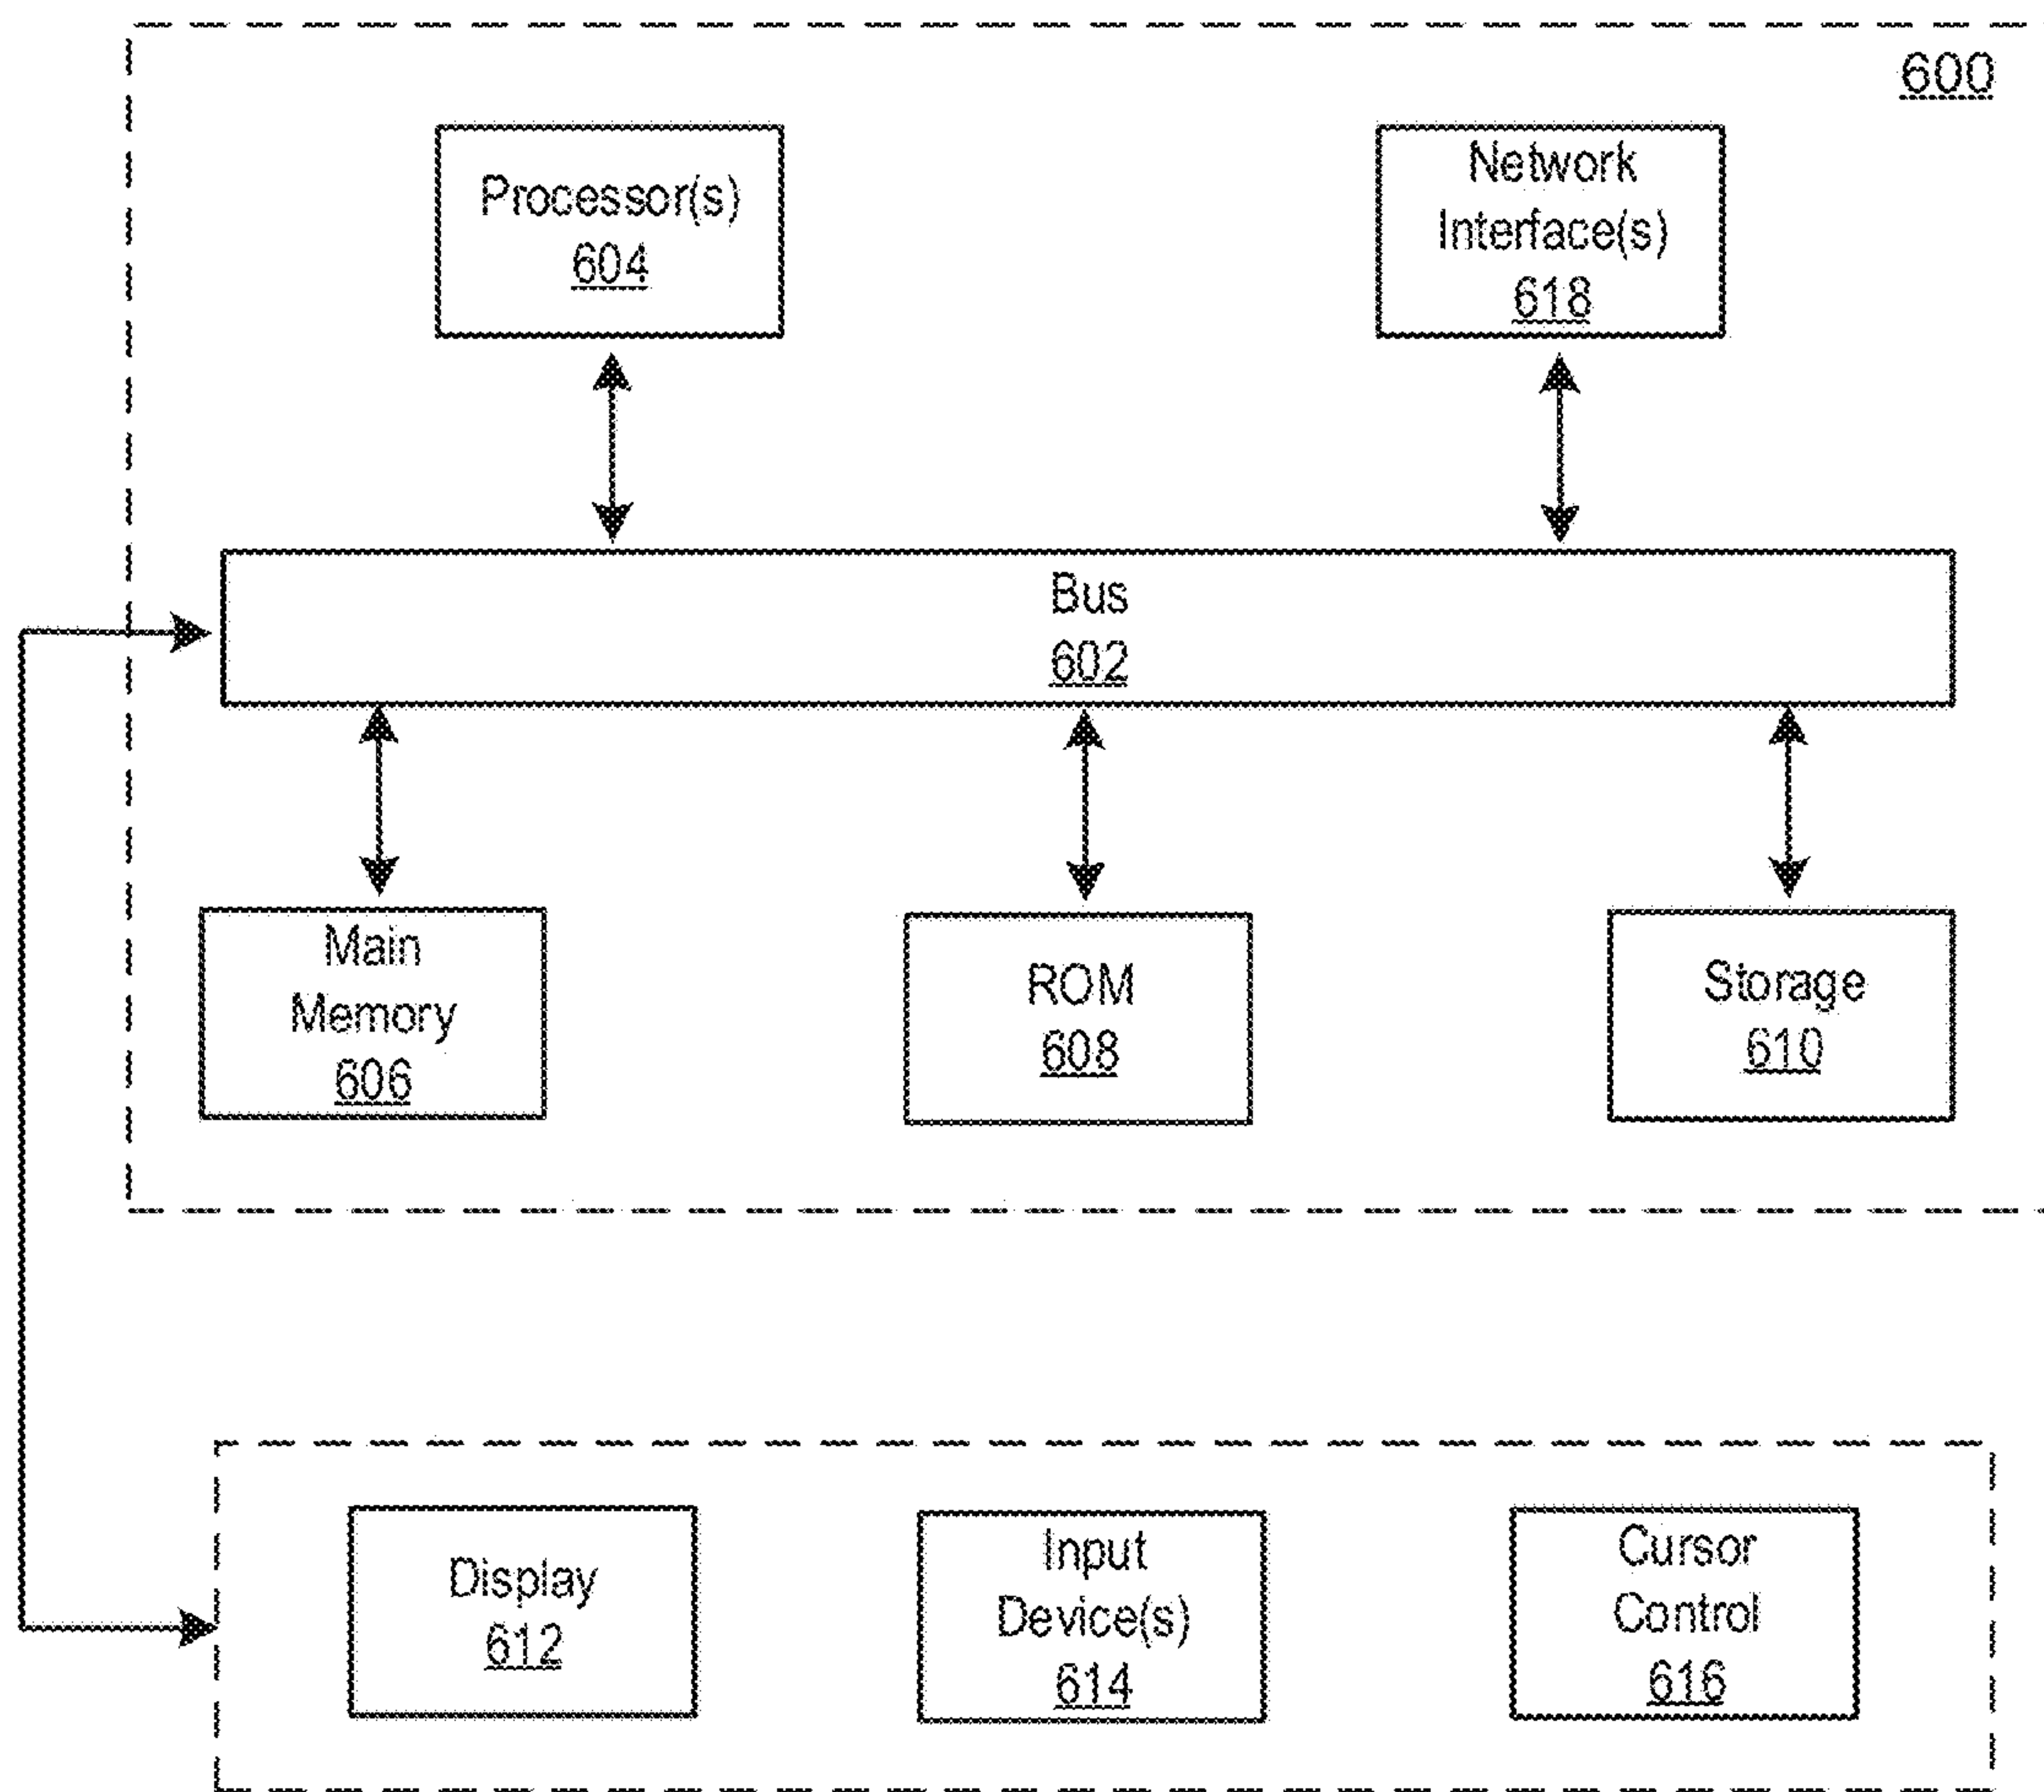 600
Processor(s)
604
Network
Interface(s)
618
Bus
602
Main
Memory
606
ROM
608
Storage
610
Display
612
Input
Device(s)
614
Cursor
Control
616